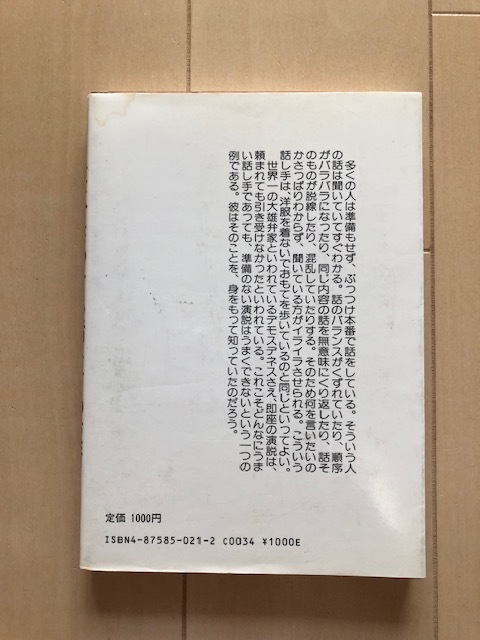 多くの人は準備もせず、ぶっつけ本番で話をしている。そういう人
の話は聞いていてすぐわかる。話のバランスがくずれていたり、順序
がバラバラになったり、同じ内容の話を無意味にくり返したり、話そ
のものが説線したり、混乱していたりする。そのため何を言いたいの
かさっぱりわからず、聞いている方がイライラさせられる。こういう
話し手は、洋服を着ないでおもてを歩いているのと同じといってよい。
世界一の大雄弁家といわれているデモステネスさえ、即座の演説は、
頼まれても引き受けなかったといわれている。これこそどんなにうま
い話し手であっても、準備のない演説はうまくできないという一つの
例である。彼はそのことを、身をもって知っていたのだろう。
定価 1000円
ISBN4-87585-021-2 C0034 ¥1000E